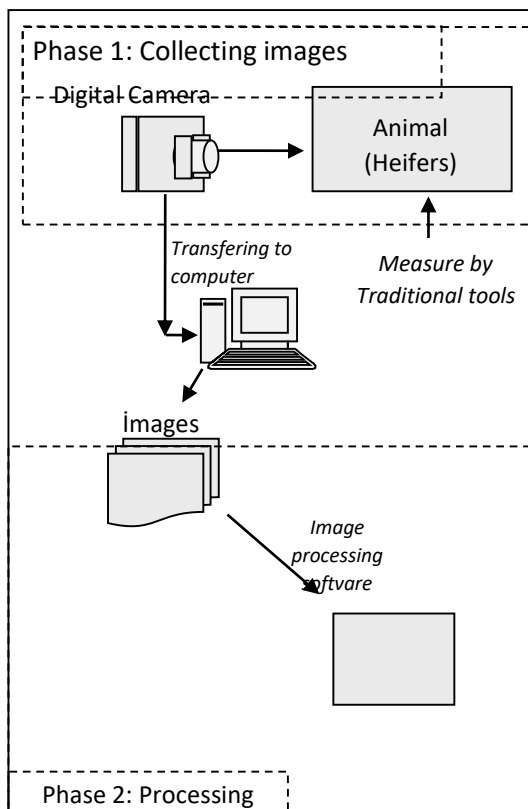 Phase 1: Collecting images
Digital Camera
Animal
(Heifers)
Transfering to
computer
Measure by
Traditional tools
İmages
Image
processing
softvare
Phase 2: Processing